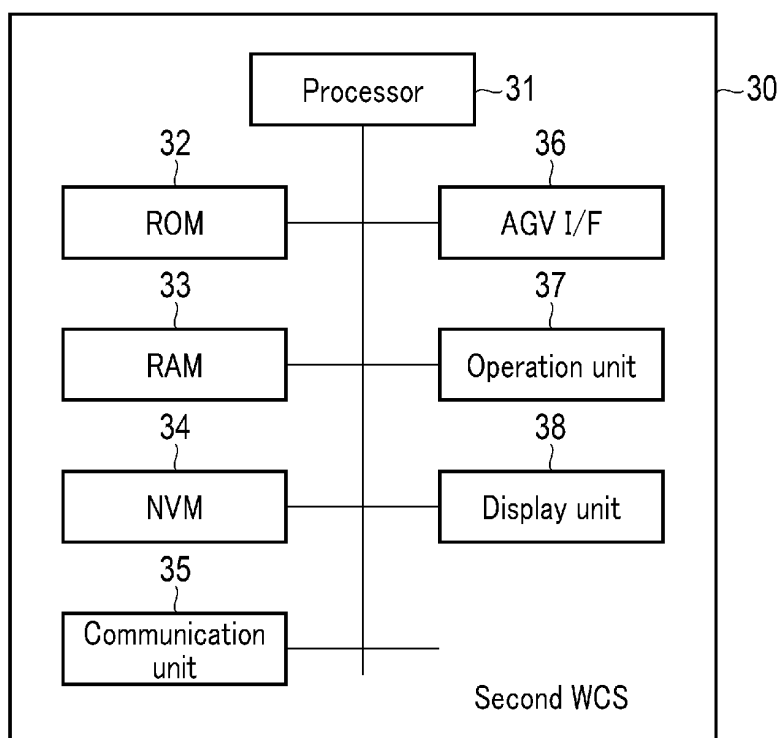 Processor
31
30
32
36
ROM
AGV I/F
33
37
RAM
Operation unit
34
38
NVM
Display unit
35
Communication
unit
Second WCS